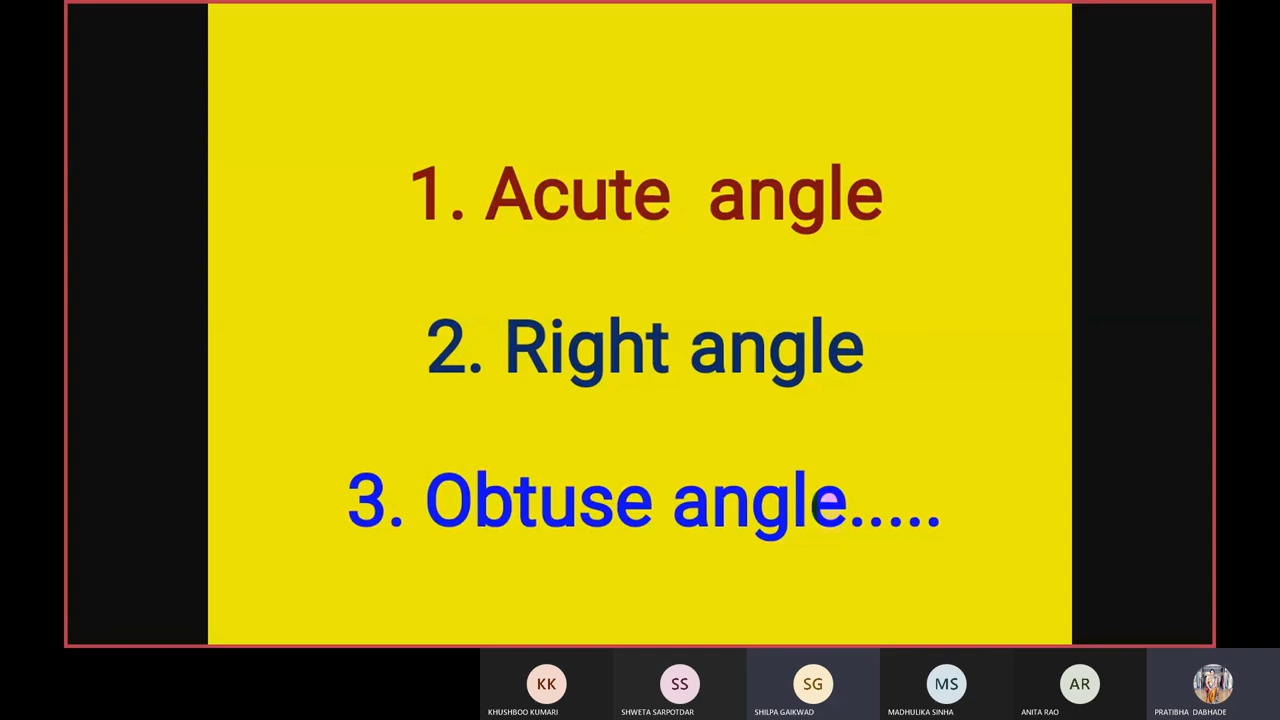 1. Acute  angle
2. Right angle
3. Obtuse angle.....
KK
SS
SG
MS
AR
KHUSHBOO KUMARI
SHWETA SARPOTDAR
SHILPA GAIKWAD
MADHULIKA SINHA
ANITA RAO
PRATIBHA  DABHADE